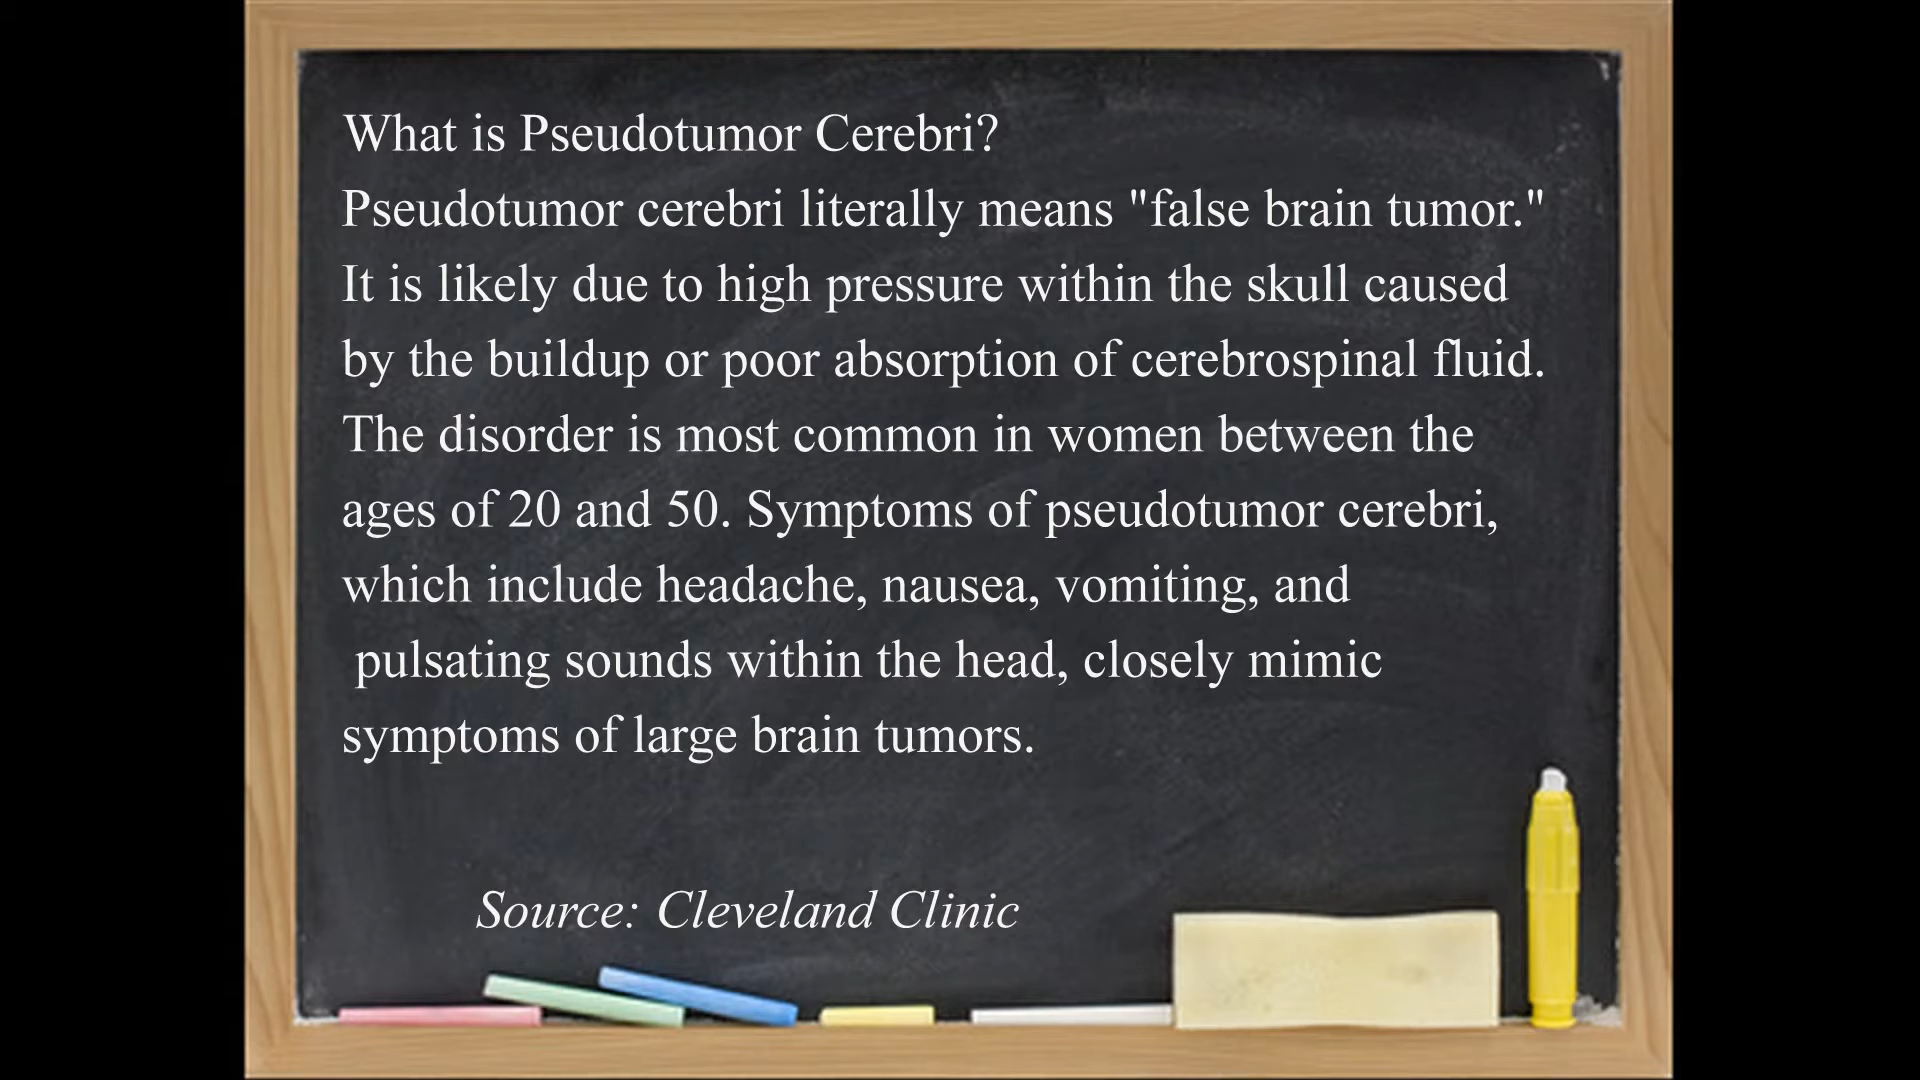 What is Pseudotumor Cerebri?
Pseudotumor cerebri literally means "false brain tumor."
It is likely due to high pressure within the skull caused
by the buildup or poor absorption of cerebrospinal fluid.
The disorder is most common in women between the
ages of 20 and 50. Symptoms of pseudotumor cerebri,
which include headache, nausea, vomiting, and
pulsating sounds within the head, closely mimic
symptoms of large brain tumors.
Source: Cleveland Clinic